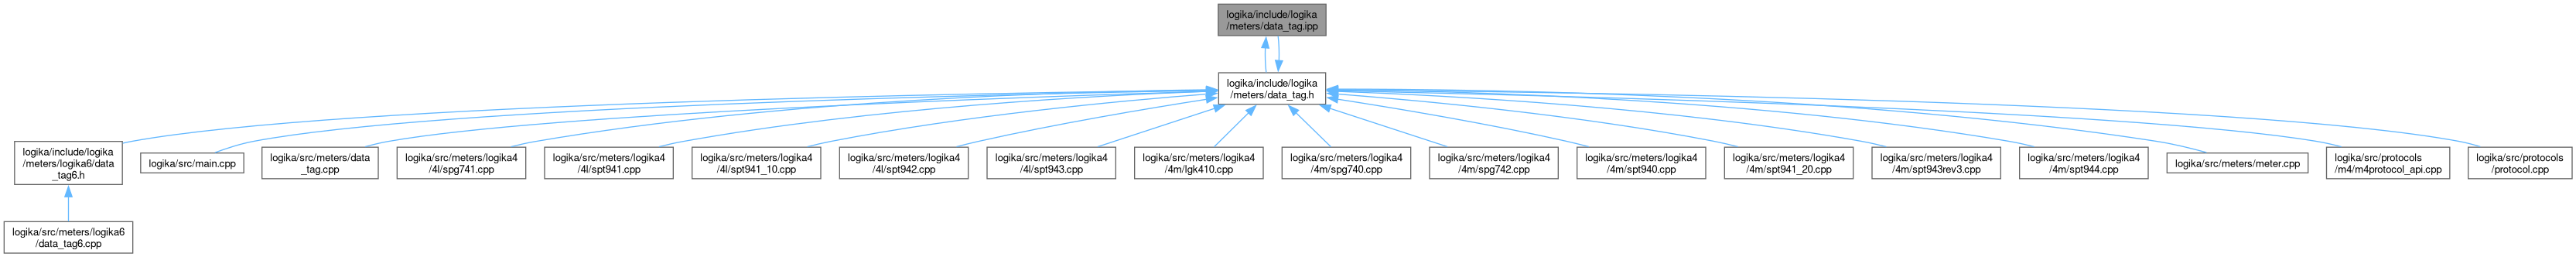 logika/include/logika
/meters/data_tag.ipp
logika/include/logika
/meters/data_tag.h
logika/include/logika
/meters/logika6/data
_tag6.h
logika/src/main.cpp
logika/src/meters/data
_tag.cpp
logika/src/meters/logika4
/4l/spg741.cpp
logika/src/meters/logika4
/4l/spt941.cpp
logika/src/meters/logika4
/4l/spt941_10.cpp
logika/src/meters/logika4
/4l/spt942.cpp
logika/src/meters/logika4
/4l/spt943.cpp
logika/src/meters/logika4
/4m/lgk410.cpp
logika/src/meters/logika4
/4m/spg740.cpp
logika/src/meters/logika4
/4m/spg742.cpp
logika/src/meters/logika4
/4m/spt940.cpp
logika/src/meters/logika4
/4m/spt941_20.cpp
logika/src/meters/logika4
/4m/spt943rev3.cpp
logika/src/meters/logika4
/4m/spt944.cpp
logika/src/meters/meter.cpp
logika/src/protocols
/m4/m4protocol_api.cpp
logika/src/protocols
/protocol.cpp
logika/src/meters/logika6
/data_tag6.cpp